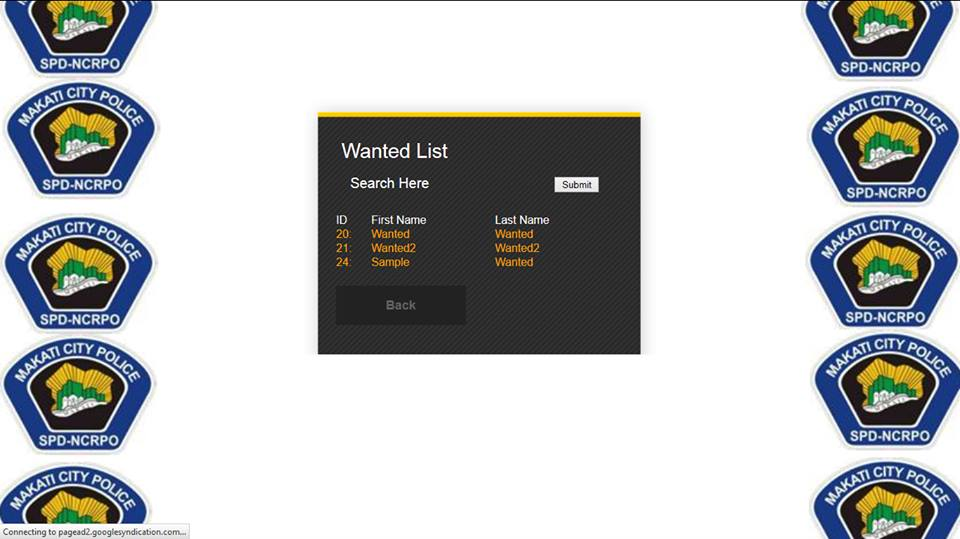 SPD-NCRPO
SPD-NCRPO
MAKATI CITY POLICE
SPD-NCRPO
MAKATI CITY POLICE
SPD-NCRPO
Wanted List
Search Here Submit
ID First Name Last Name
20: Wanted Wanted
21: Wanted2 Wanted2
24: Sample Wanted
Back
MAKATI CITY POLICE
SPD-NCRPO
MAKATI CITY POLICE
SPD-NCRPO
MAKATI CITY POLICE
SPD-NCRPO
MAKATI CITY POLICE
SPD-NCRPO
MAKATI CITY POLICE
MAKATI CITY POLICE
Connecting to pagead2.googlesyndication.com...